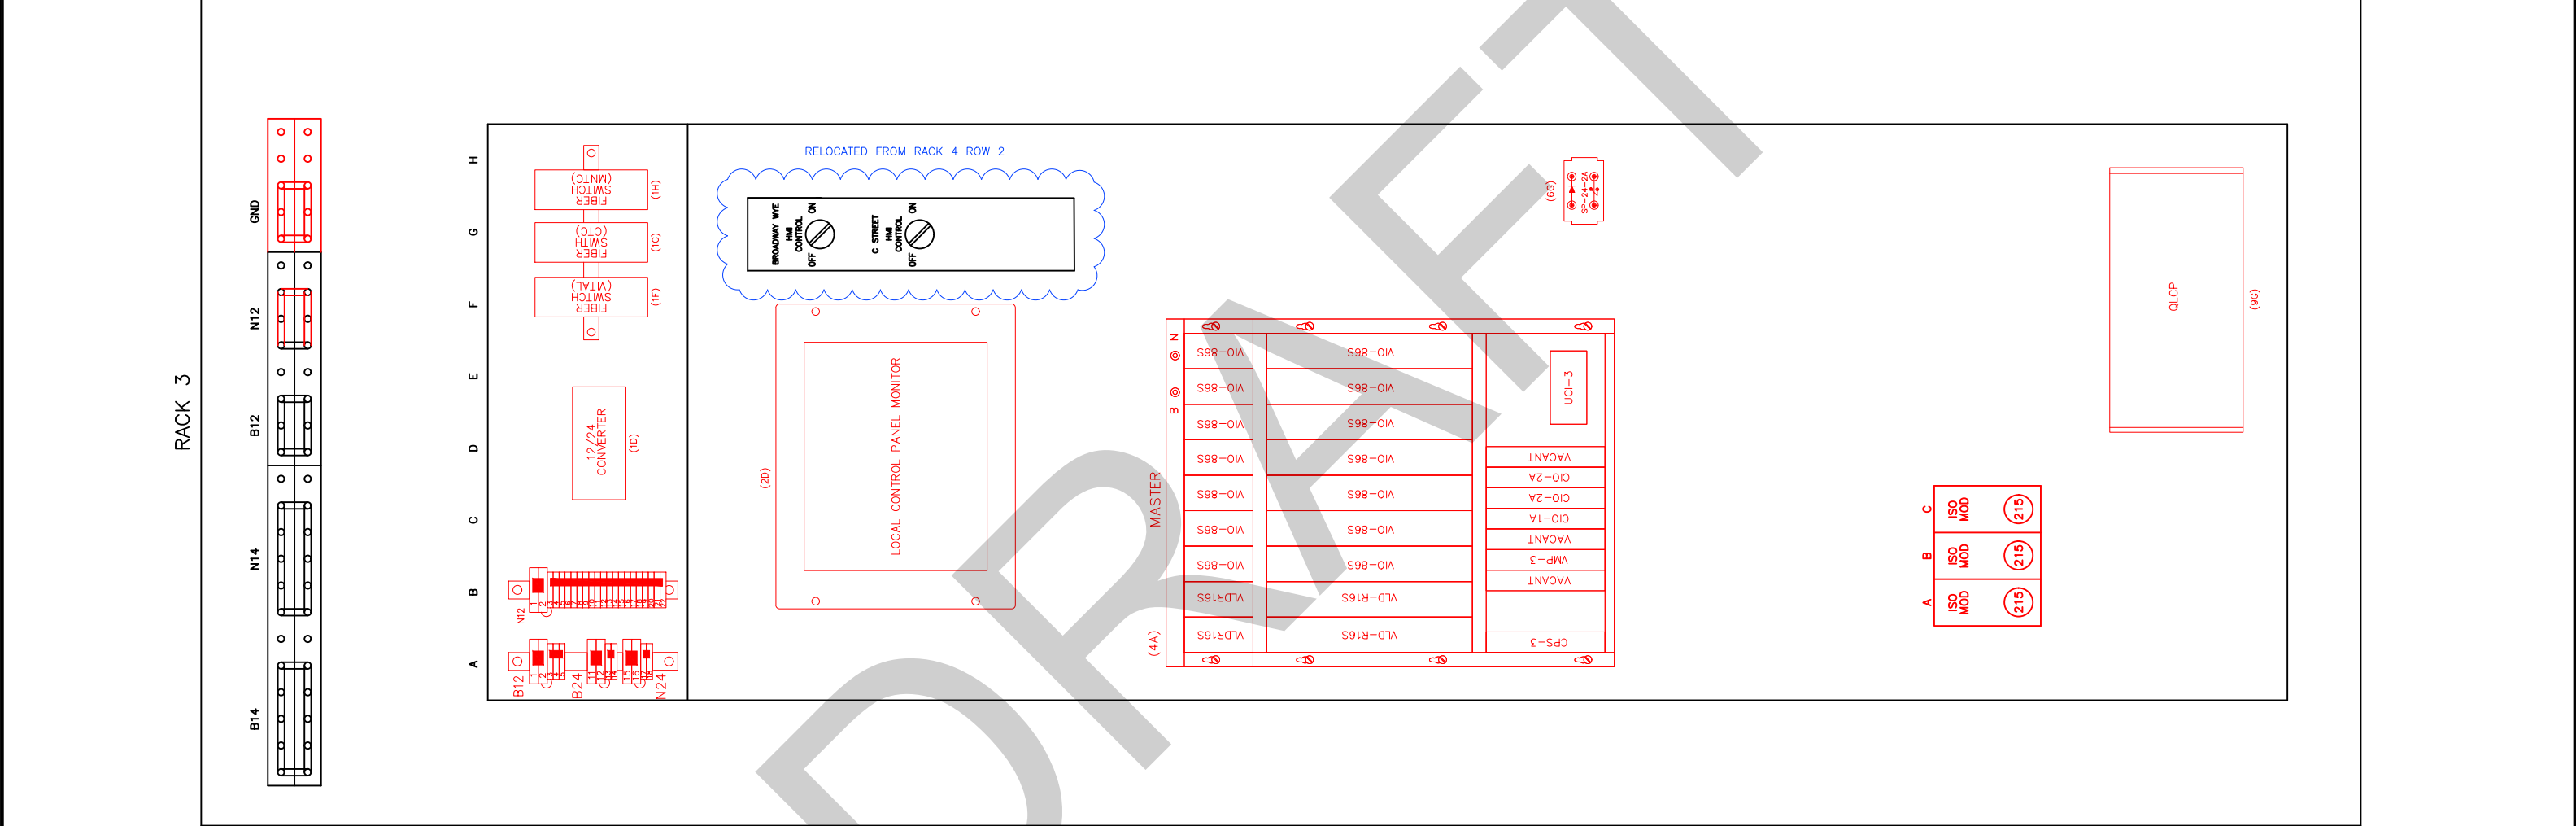 RACK 3
GND
N12
B12
N14
B14
H
G
F
E
D
C
B
A
FIBER
SWITCH
(MNTC)
(1H)
FIBER
SWITH
(CTC)
(1G)
FIBER
SWITCH
(VITAL)
(1F)
12/24
CONVERTER
(1D)
N12
B12
B24
N24
RELOCATED FROM RACK 4 ROW 2
BROADWAY WYE
HMI
CONTROL
OFF
ON
C STREET
HMI
CONTROL
OFF
ON
(2D)
LOCAL CONTROL PANEL MONITOR
MASTER
(4A)
B
N
VIO-86S
VIO-86S
VIO-86S
VIO-86S
VIO-86S
VIO-86S
VIO-86S
VLDR16S
VLDR16S
VIO-86S
VIO-86S
VIO-86S
VIO-86S
VIO-86S
VIO-86S
VIO-86S
VLD-R16S
VLD-R16S
UCI-3
VACANT
CIO-2A
CIO-2A
CIO-1A
VACANT
VMP-3
VACANT
CPS-3
(6G)
SP-24-2A
C
ISO
MOD
215
B
ISO
MOD
215
A
ISO
MOD
215
QLCP
(9G)
DRAFT